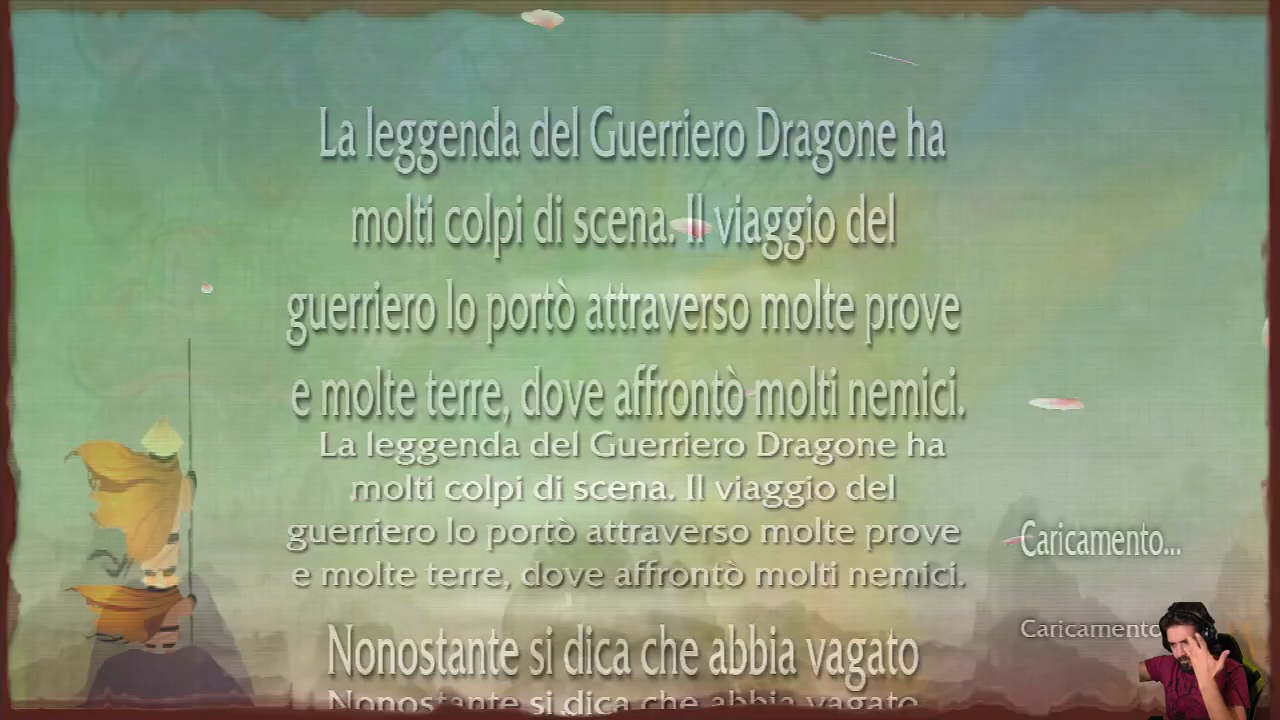 La leggenda del Guerriero Dragone ha
molti colpi di scena. Il viaggio del
guerriero lo portò attraverso molte prove
e molte terre, dove affrontò molti nemici.
La leggenda del Guerriero Dragone ha
molti colpi di scena. Il viaggio del
guerriero lo portò attraverso molte prove
e molte terre, dove affrontò molti nemici.
Caricamento...
Caricamento
Nonostante si dica che abbia vagato
Nonostante si dica che abbia vagato